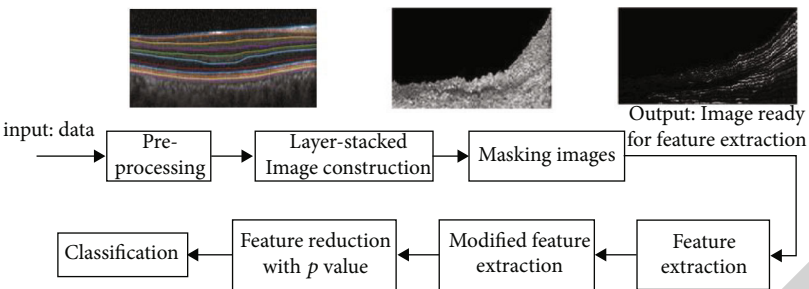 input: data
Pre-
processing
Layer-stacked
Image construction
Masking images
Output: Image ready
for feature extraction
Feature
extraction
Modified feature
extraction
Feature reduction
with p value
Classification